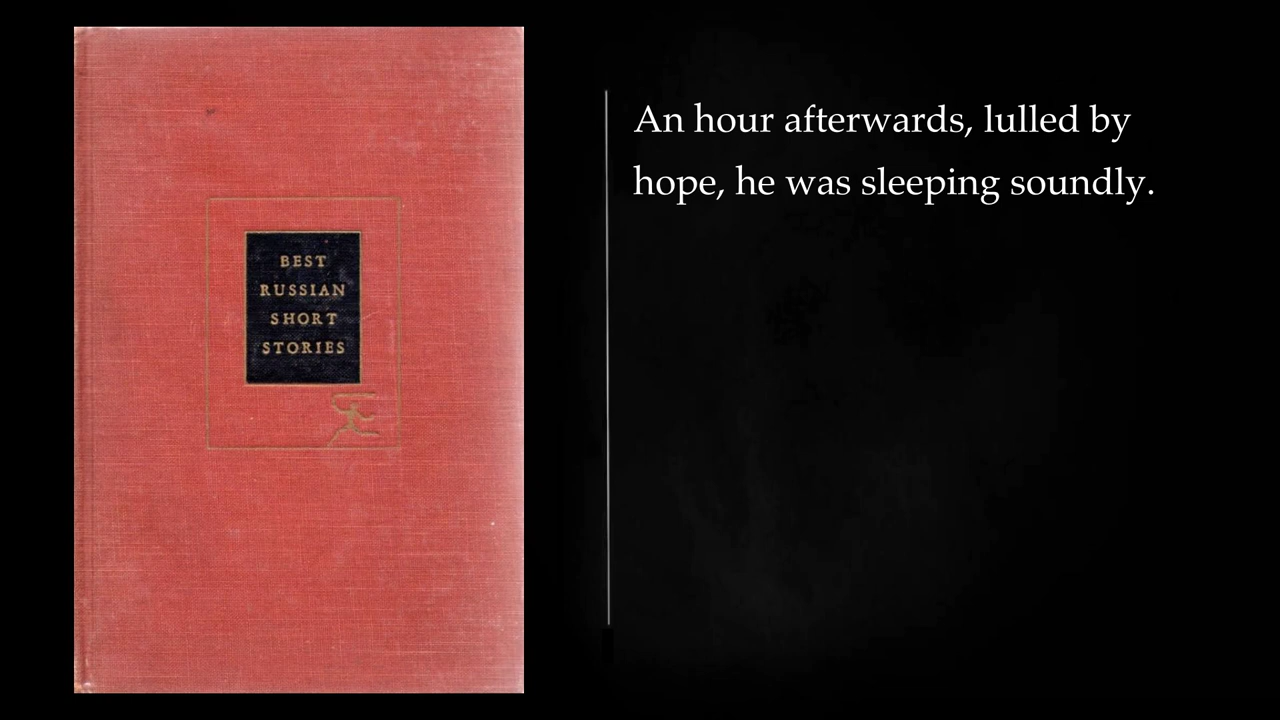 BEST
RUSSIAN
SHORT
STORIES
An hour afterwards, lulled by
hope, he was sleeping soundly.